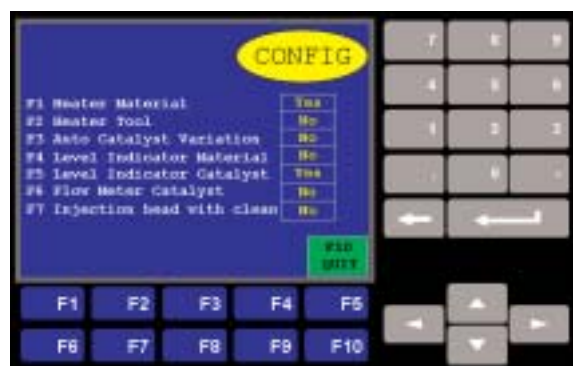 CONFIG
F1 Heater Material Yes
F2 Heater Tool No
F3 Auto Catalyst Variation No
F4 Level Indicator Material No
F5 Level Indicator Catalyst Yes
F6 Flow Meter Catalyst No
F7 Injection head with clean No
F10
QUIT
7 8 9
4 5 6
1 2 3
. 0
F1 F2 F3 F4 F5
F6 F7 F8 F9 F10